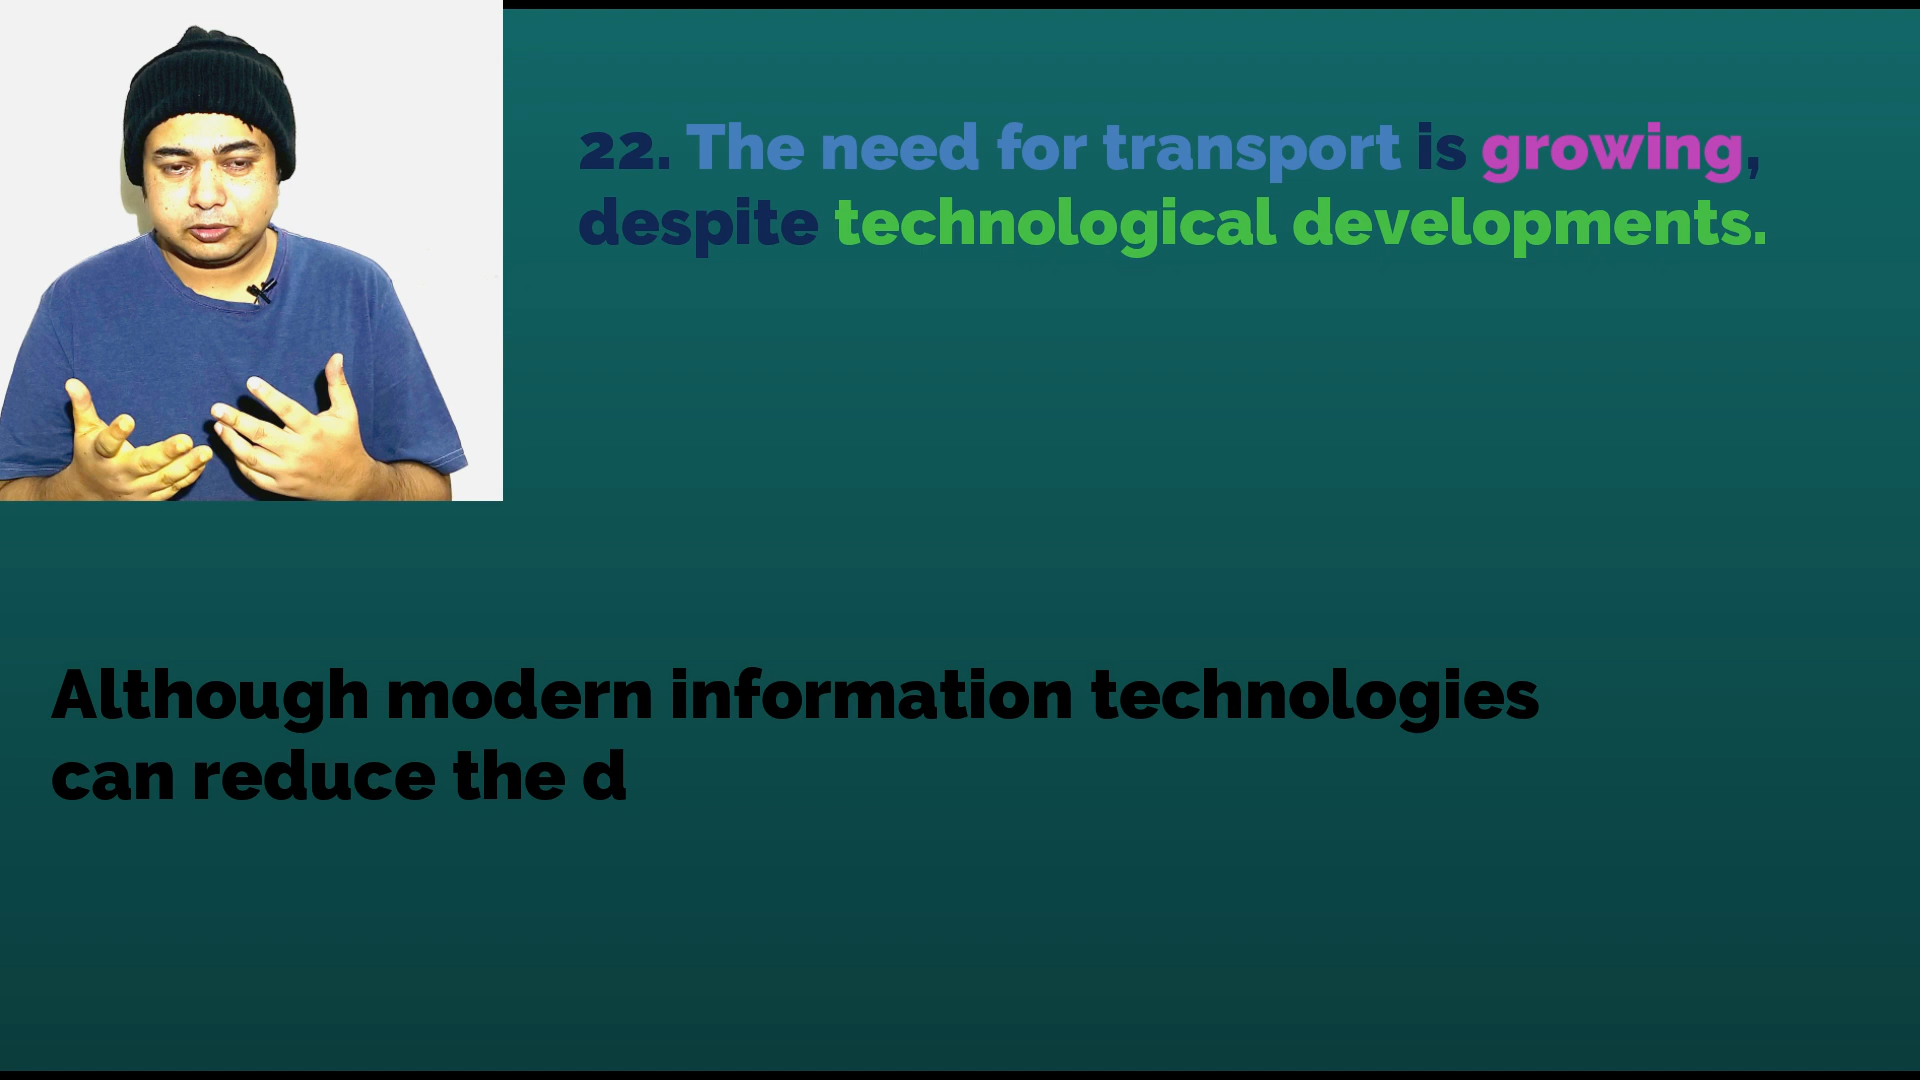 22. The need for transport is growing,
despite technological developments.
Although modern information technologies
can reduce the d